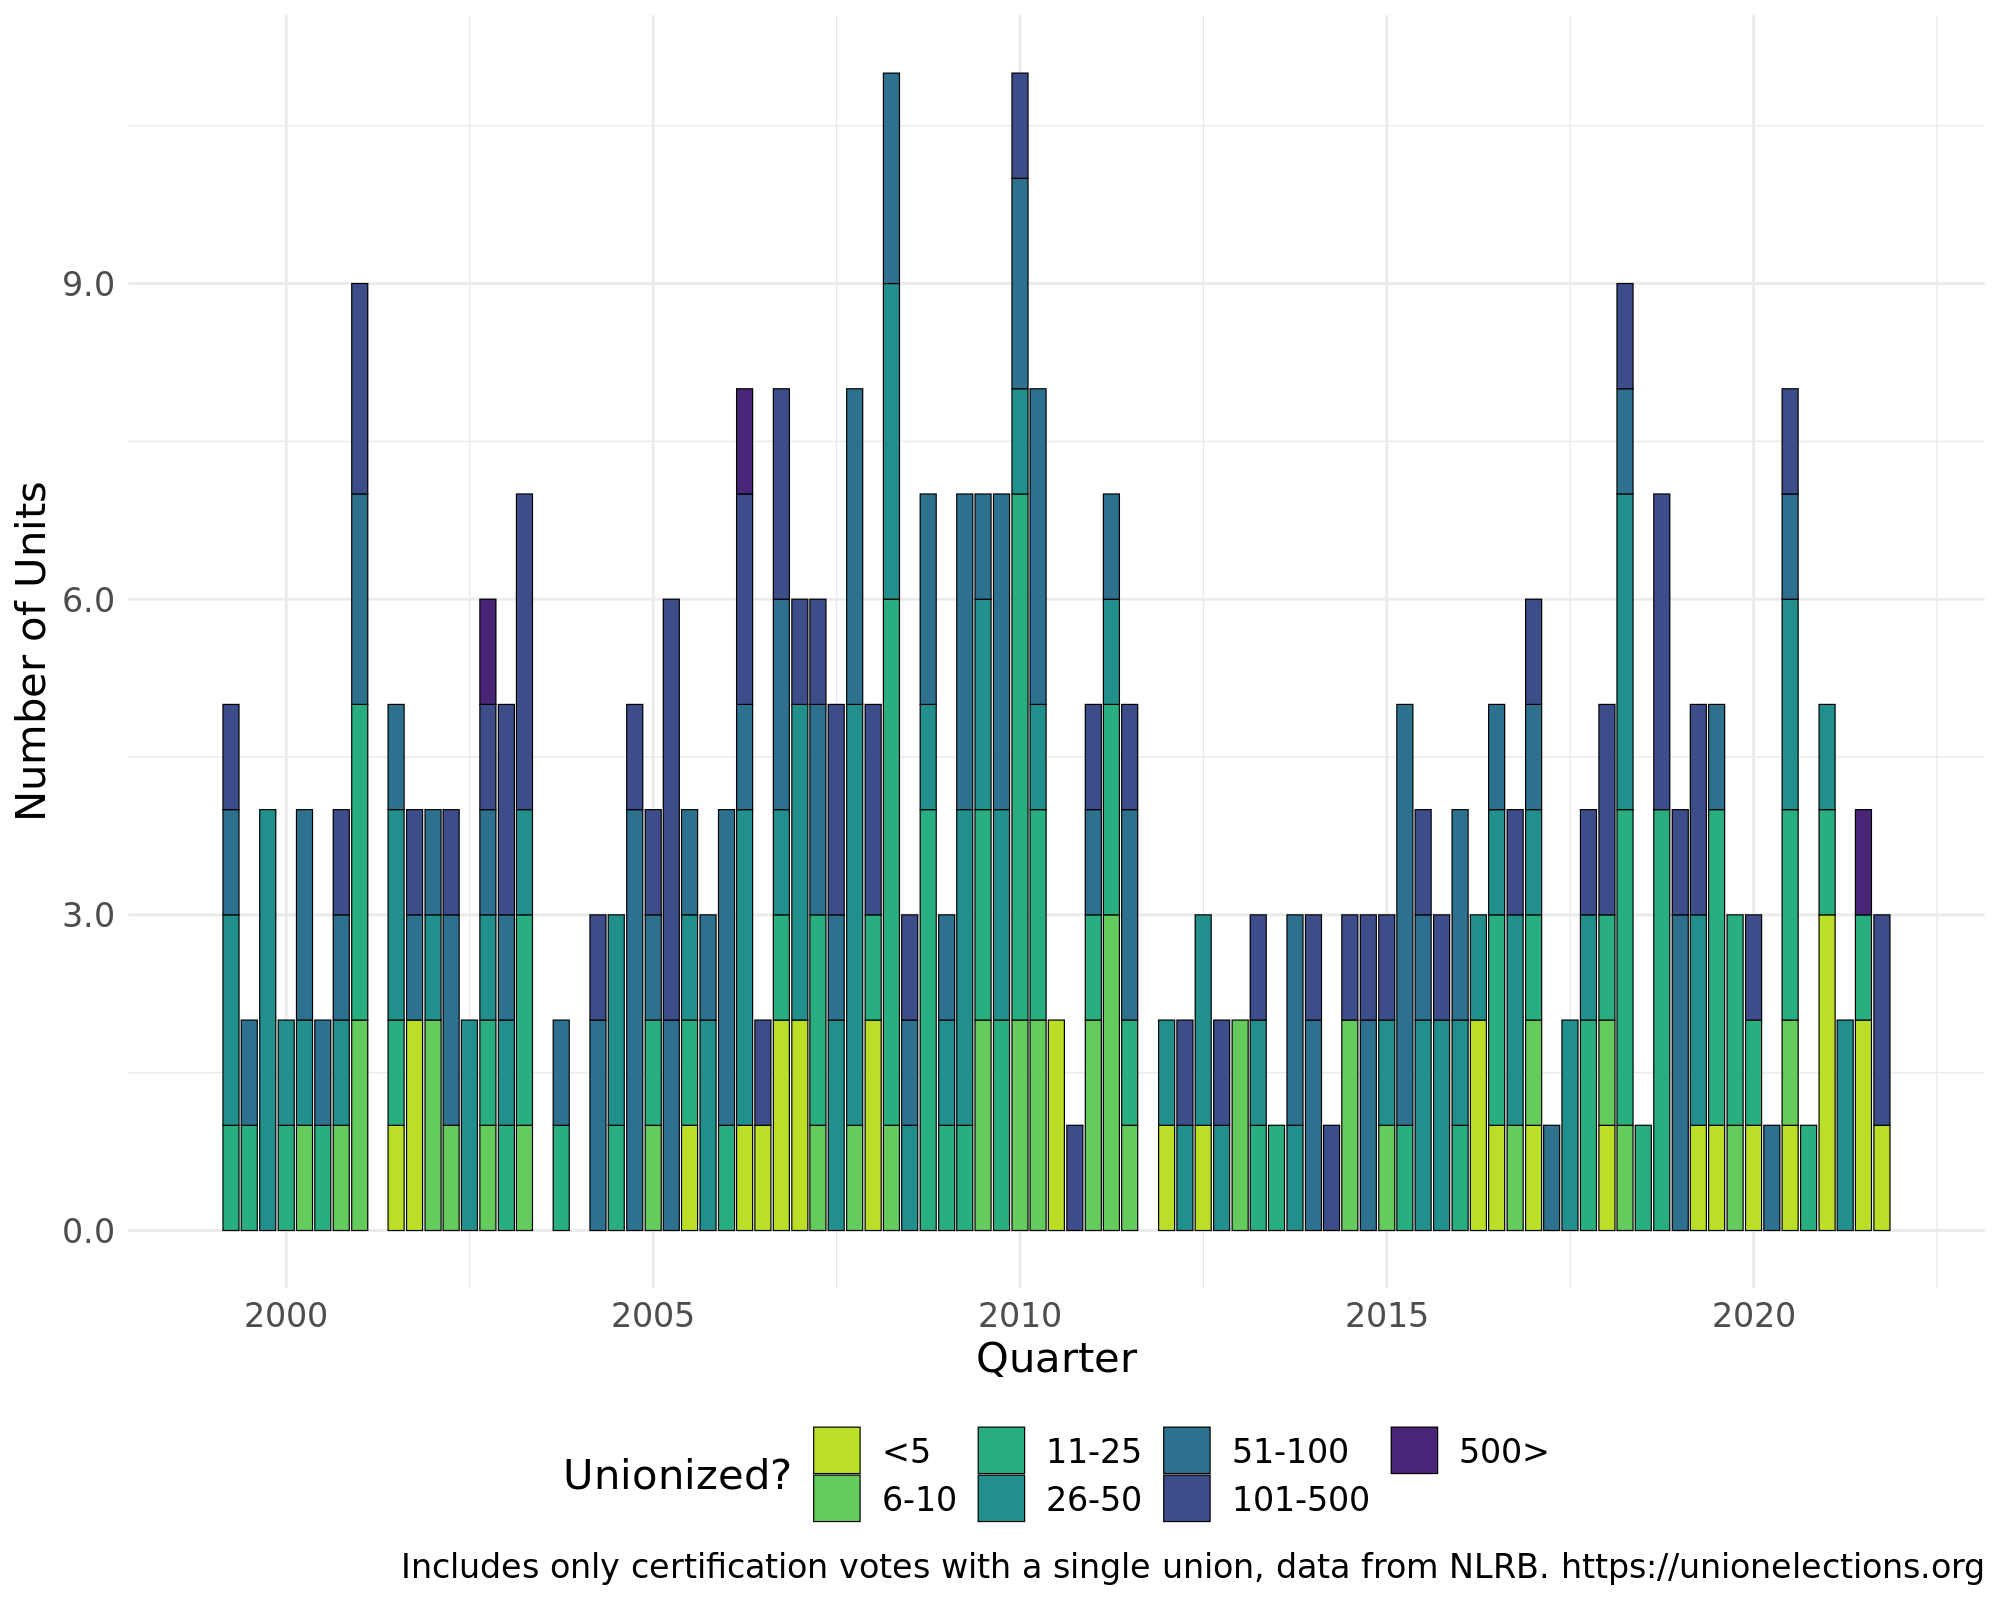 9.0
6.0
3.0
0.0
Number of Units
2000 2005 2010 2015 2020
Quarter
Unionized?
<5 11-25 51-100 500>
6-10 26-50 101-500
Includes only certification votes with a single union, data from NLRB. https://unionelections.org